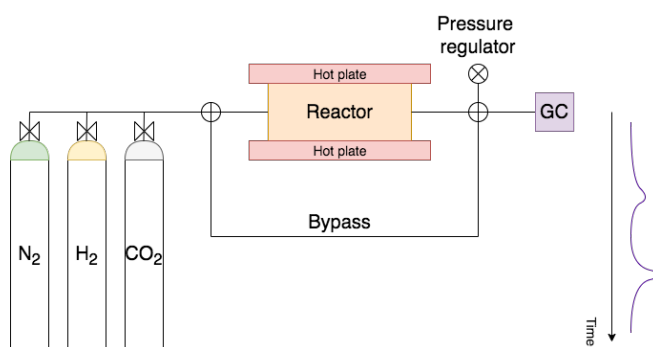 Pressure
regulator
Hot plate
Reactor
GC
Hot plate
Bypass
N₂
H₂
CO₂
Time